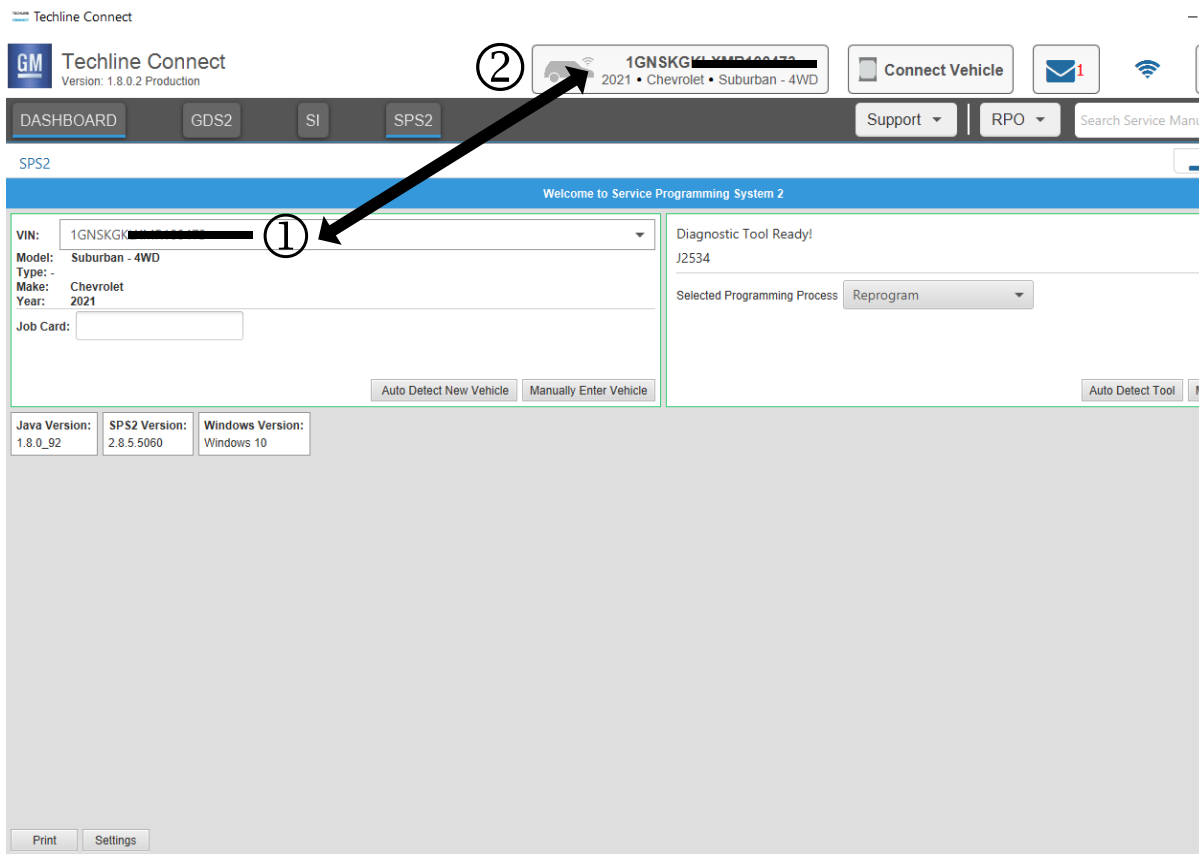 Techline Connect
GM
Techline Connect
Version: 1.8.0.2 Production
②
1GNSKGK
2021 • Chevrolet • Suburban - 4WD
Connect Vehicle
1
DASHBOARD
GDS2
SI
SPS2
Support
RPO
Search Service Manu
SPS2
Welcome to Service Programming System 2
VIN: 1GNSKGK
①
Model: Suburban - 4WD
Type: -
Make: Chevrolet
Year: 2021
Job Card:
Auto Detect New Vehicle
Manually Enter Vehicle
Diagnostic Tool Ready!
J2534
Selected Programming Process Reprogram
Auto Detect Tool
Java Version:
1.8.0_92
SPS2 Version:
2.8.5.5060
Windows Version:
Windows 10
Print
Settings